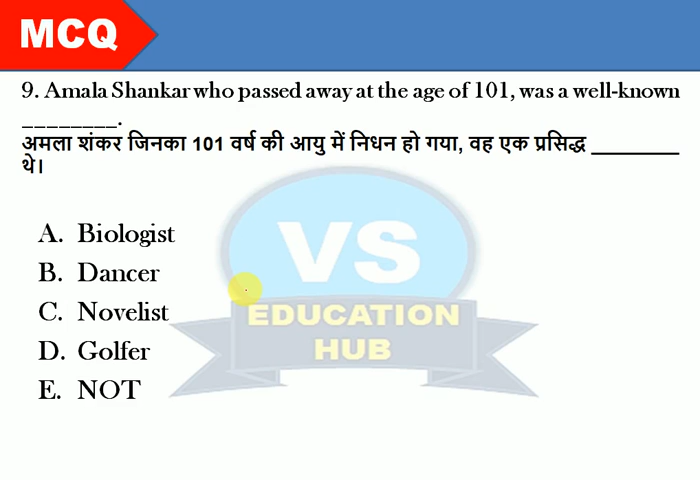 MCQ
9. Amala Shankar who passed away at the age of 101, was a well-known
________.
अमला शंकर जिनका 101 वर्ष की आयु में निधन हो गया, वह एक प्रसिद्ध ________
थे।
A. Biologist
B. Dancer
C. Novelist
D. Golfer
E. NOT
VS
EDUCATION
HUB